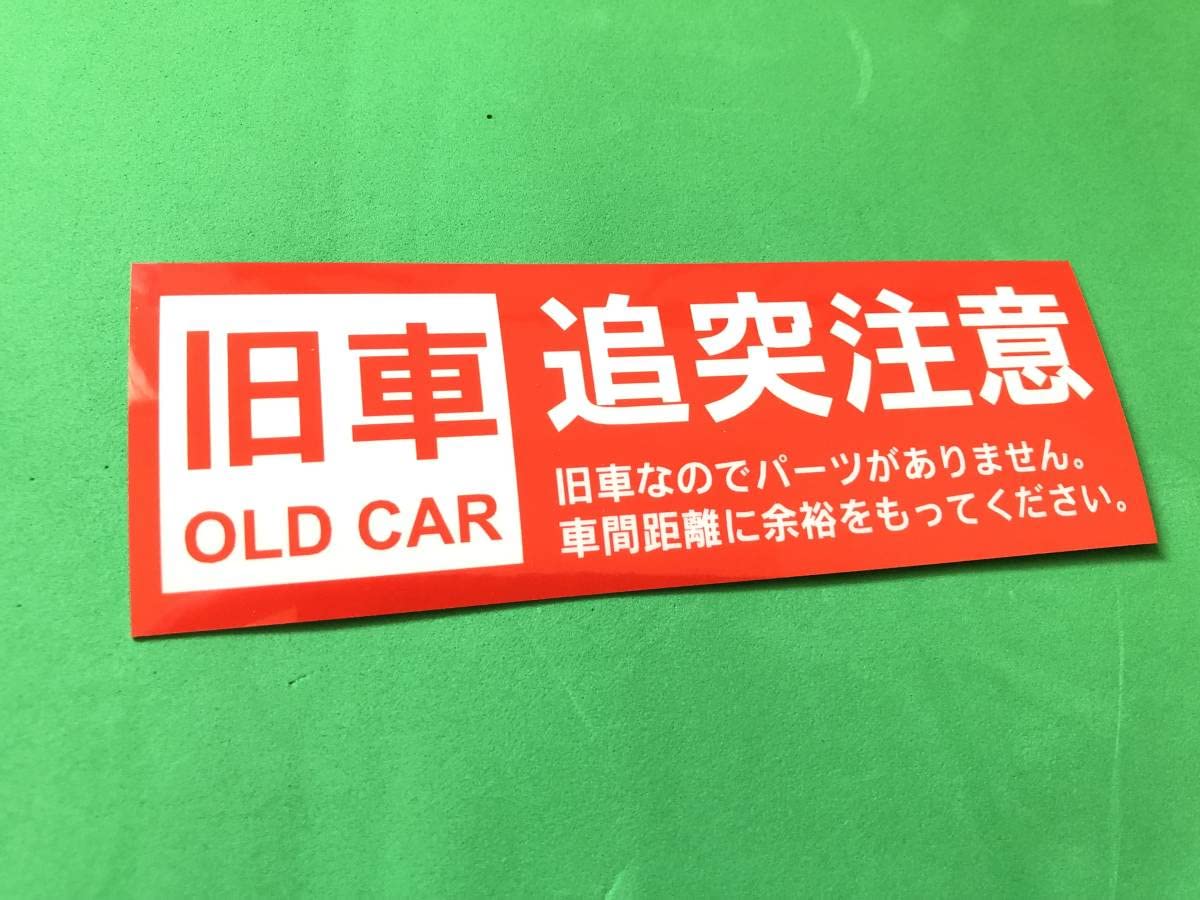 旧車
OLD CAR
追突注意
旧車なのでパーツがありません。
車間距離に余裕をもってください。